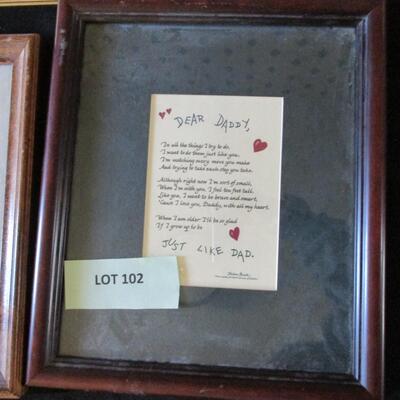 DEAR DADDY,
In all the things I try to do,
I want to do them just like you.
I'm watching every move you make
And trying to take each step you take.
Although right now I'm sort of small,
When I'm with you, I feel ten feet tall.
Like you, I want to be brave and smart,
'Cause I love you, Daddy, with all my heart.
When I am older I'll be so glad
If I grow up to be
JUST LIKE DAD.
LOT 102